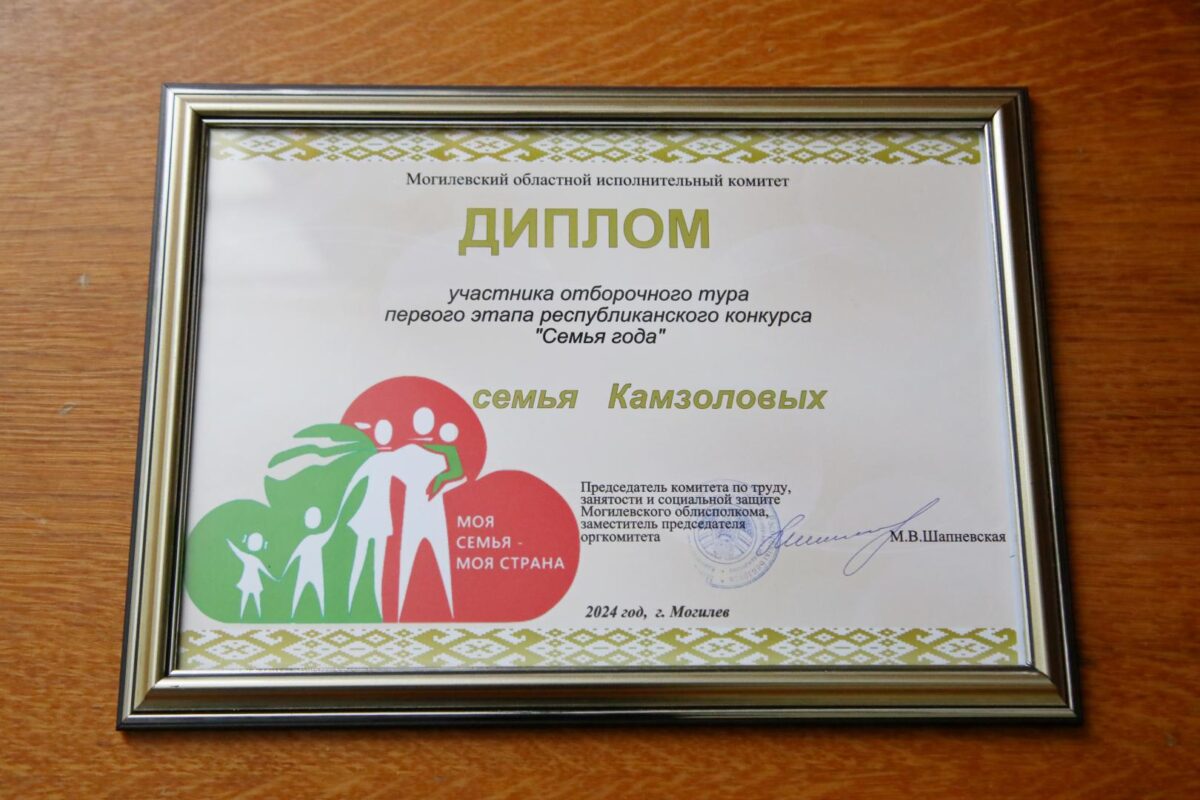 Могилевский областной исполнительный комитет
ДИПЛОМ
участника отборочного тура
первого этапа республиканского конкурса
"Семья года"
семья Камзоловых
МОЯ
СЕМЬЯ -
МОЯ СТРАНА
Председатель комитета по труду,
занятости и социальной защите
Могилевского облисполкома,
заместитель председателя
оргкомитета
М.В.Шапневская
2024 год, г. Могилев